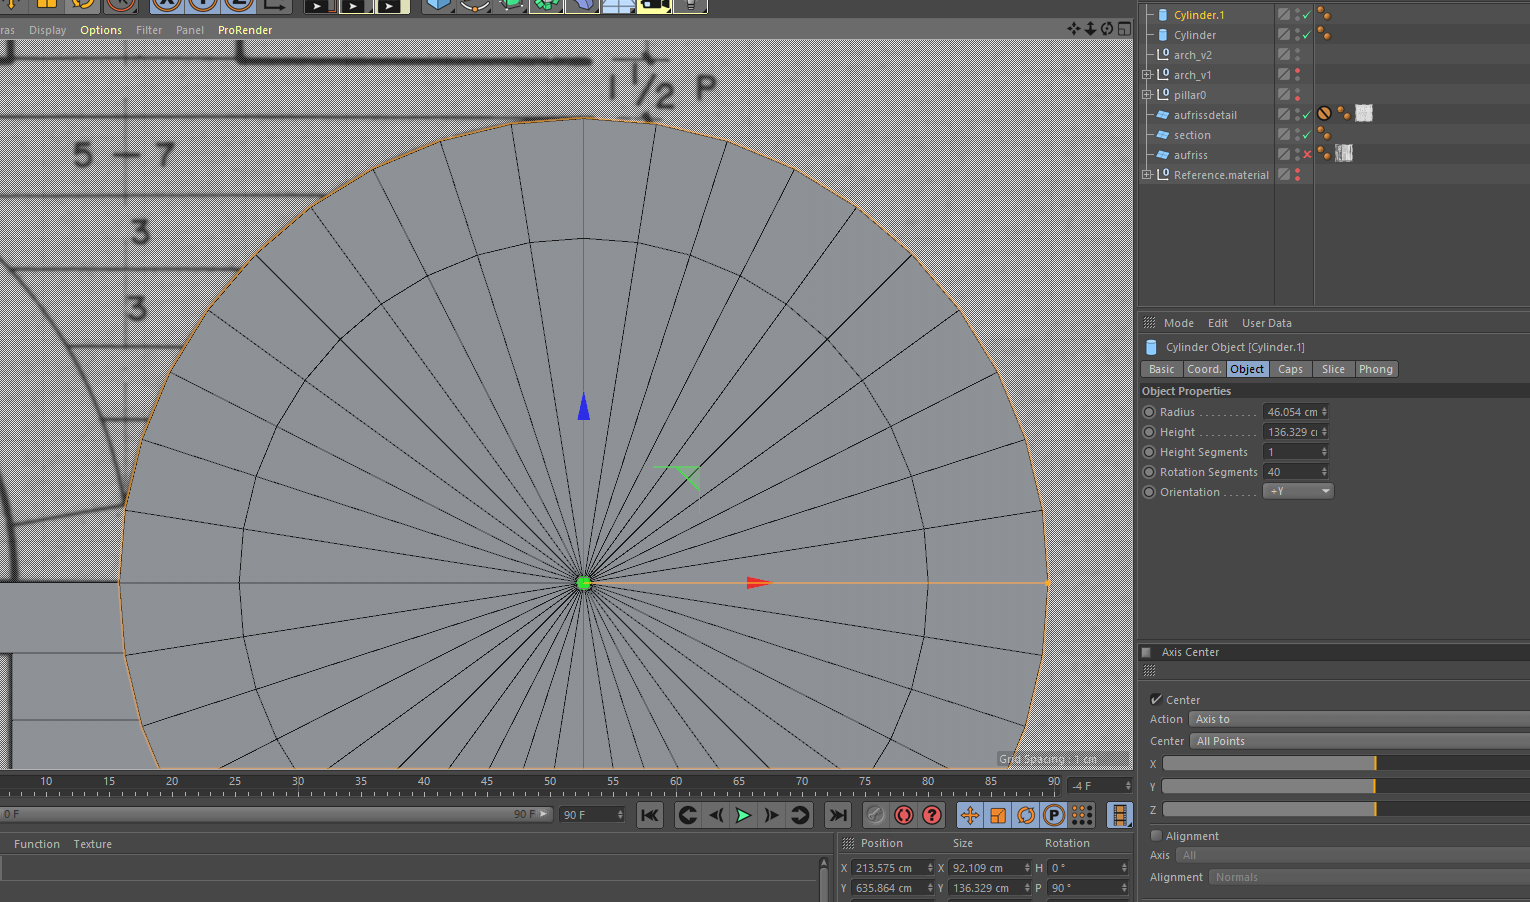 Display Options Filter Panel ProRender
1 1/2 P
5 – 7
3
3
Grid Spacing : 1 cm
10 15 20 25 30 35 40 45 50 55 60 65 70 75 80 85 90 -4 F
0 F 90 F 90 F
Function Texture
Position Size Rotation
X 213.575 cm X 92.109 cm H 0 °
Y 635.864 cm Y 136.329 cm P 90 °
Cylinder.1
Cylinder
arch_v2
arch_v1
pillar0
aufrissdetail
section
aufriss
Reference.material
Mode Edit User Data
Cylinder Object [Cylinder.1]
Basic Coord. Object Caps Slice Phong
Object Properties
Radius . . . . . . . . . . 46.054 cm
Height . . . . . . . . . . 136.329 c
Height Segments 1
Rotation Segments 40
Orientation . . . . . . +Y
Axis Center
Center
Action Axis to
Center All Points
X
Y
Z
Alignment
Axis All
Alignment Normals